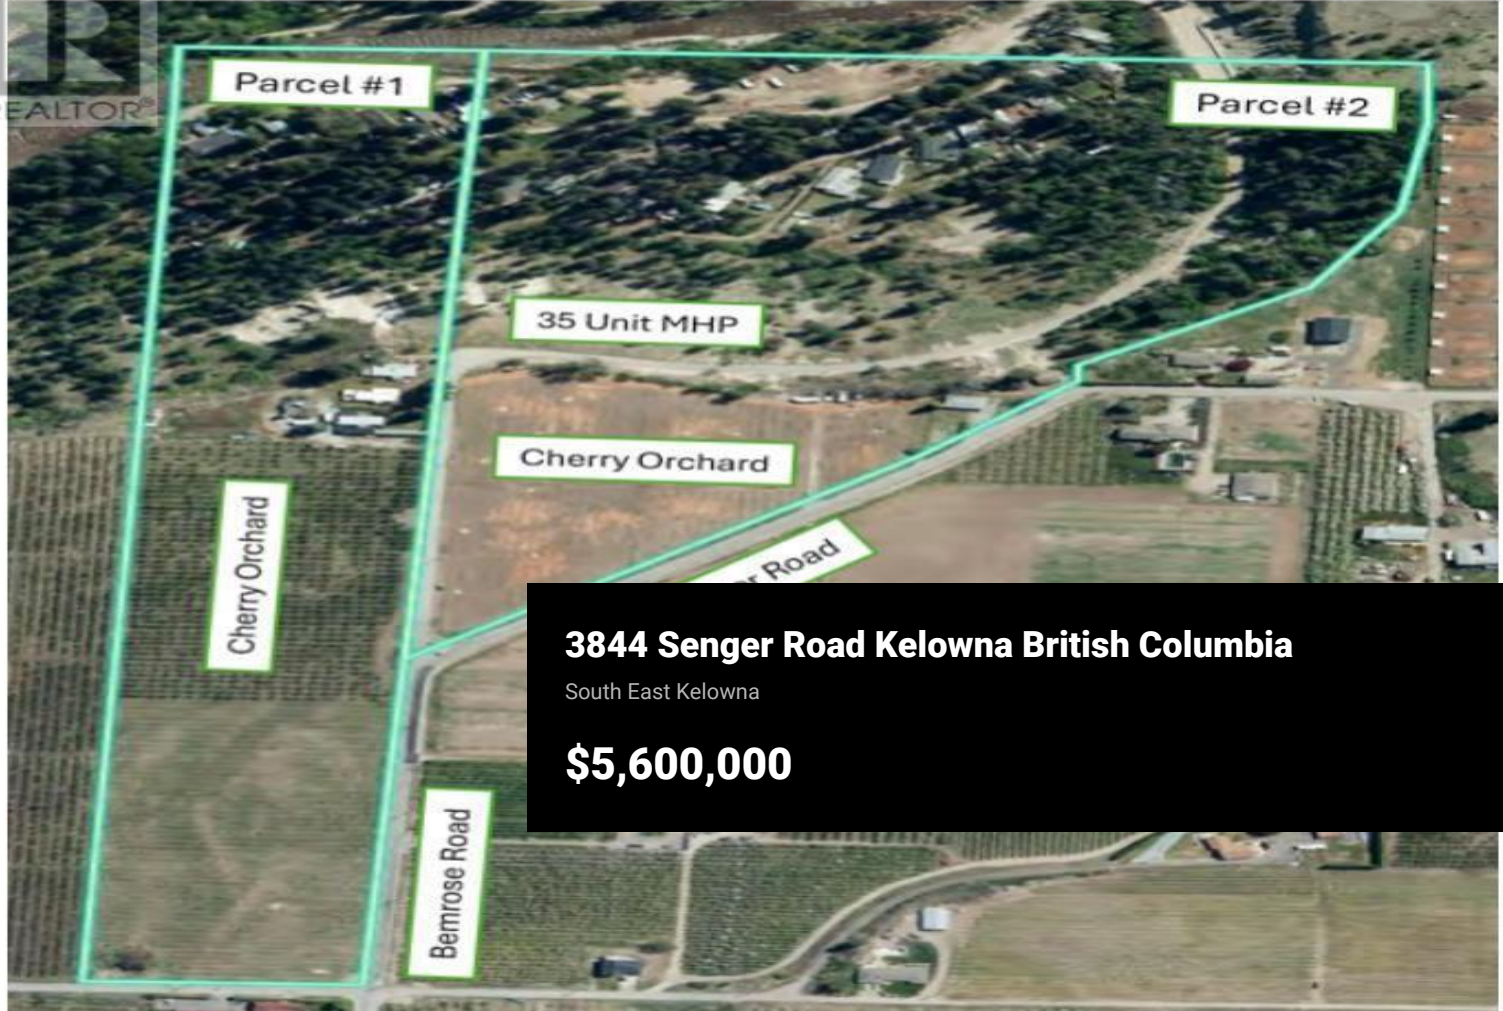 REALTOR®
Parcel #1
Parcel #2
35 Unit MHP
Cherry Orchard
Cherry Orchard
Road
3844 Senger Road Kelowna British Columbia
South East Kelowna
$5,600,000
Bemrose Road